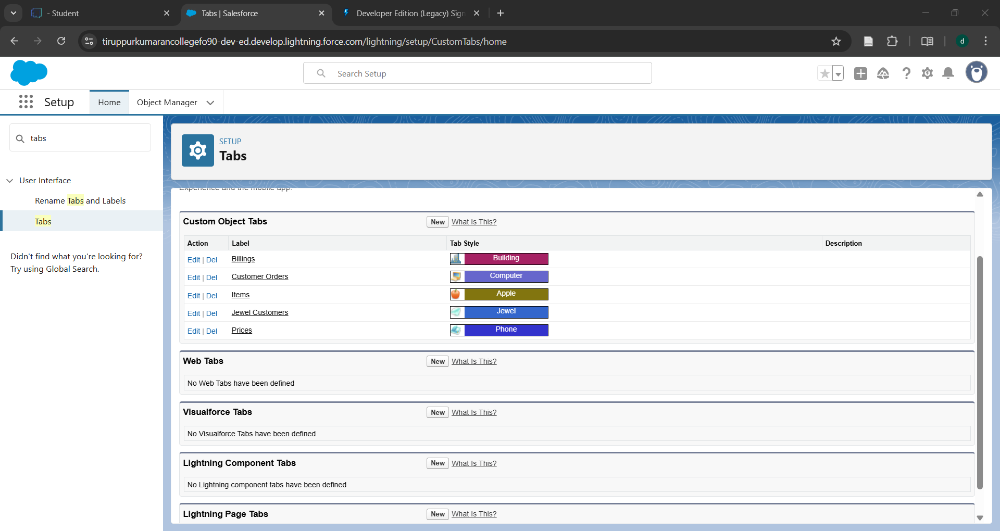 - Student
Tabs | Salesforce
Developer Edition (Legacy) Sign
tiruppurkumarancollegefo90-dev-ed.develop.lightning.force.com/lightning/setup/CustomTabs/home
d
Search Setup
Setup
Home
Object Manager
tabs
User Interface
Rename Tabs and Labels
Tabs
Didn't find what you're looking for?
Try using Global Search.
SETUP
Tabs
Experience and the mobile app.
Custom Object Tabs New What Is This?
Action Label Tab Style Description
Edit | Del Billings Building
Edit | Del Customer Orders Computer
Edit | Del Items Apple
Edit | Del Jewel Customers Jewel
Edit | Del Prices Phone
Web Tabs New What Is This?
No Web Tabs have been defined
Visualforce Tabs New What Is This?
No Visualforce Tabs have been defined
Lightning Component Tabs New What Is This?
No Lightning component tabs have been defined
Lightning Page Tabs New What Is This?